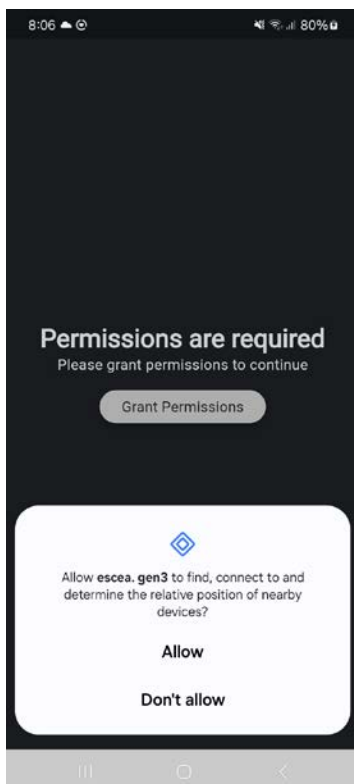 8:06
80%
Permissions are required
Please grant permissions to continue
Grant Permissions
Allow escea. gen3 to find, connect to and
determine the relative position of nearby
devices?
Allow
Don't allow